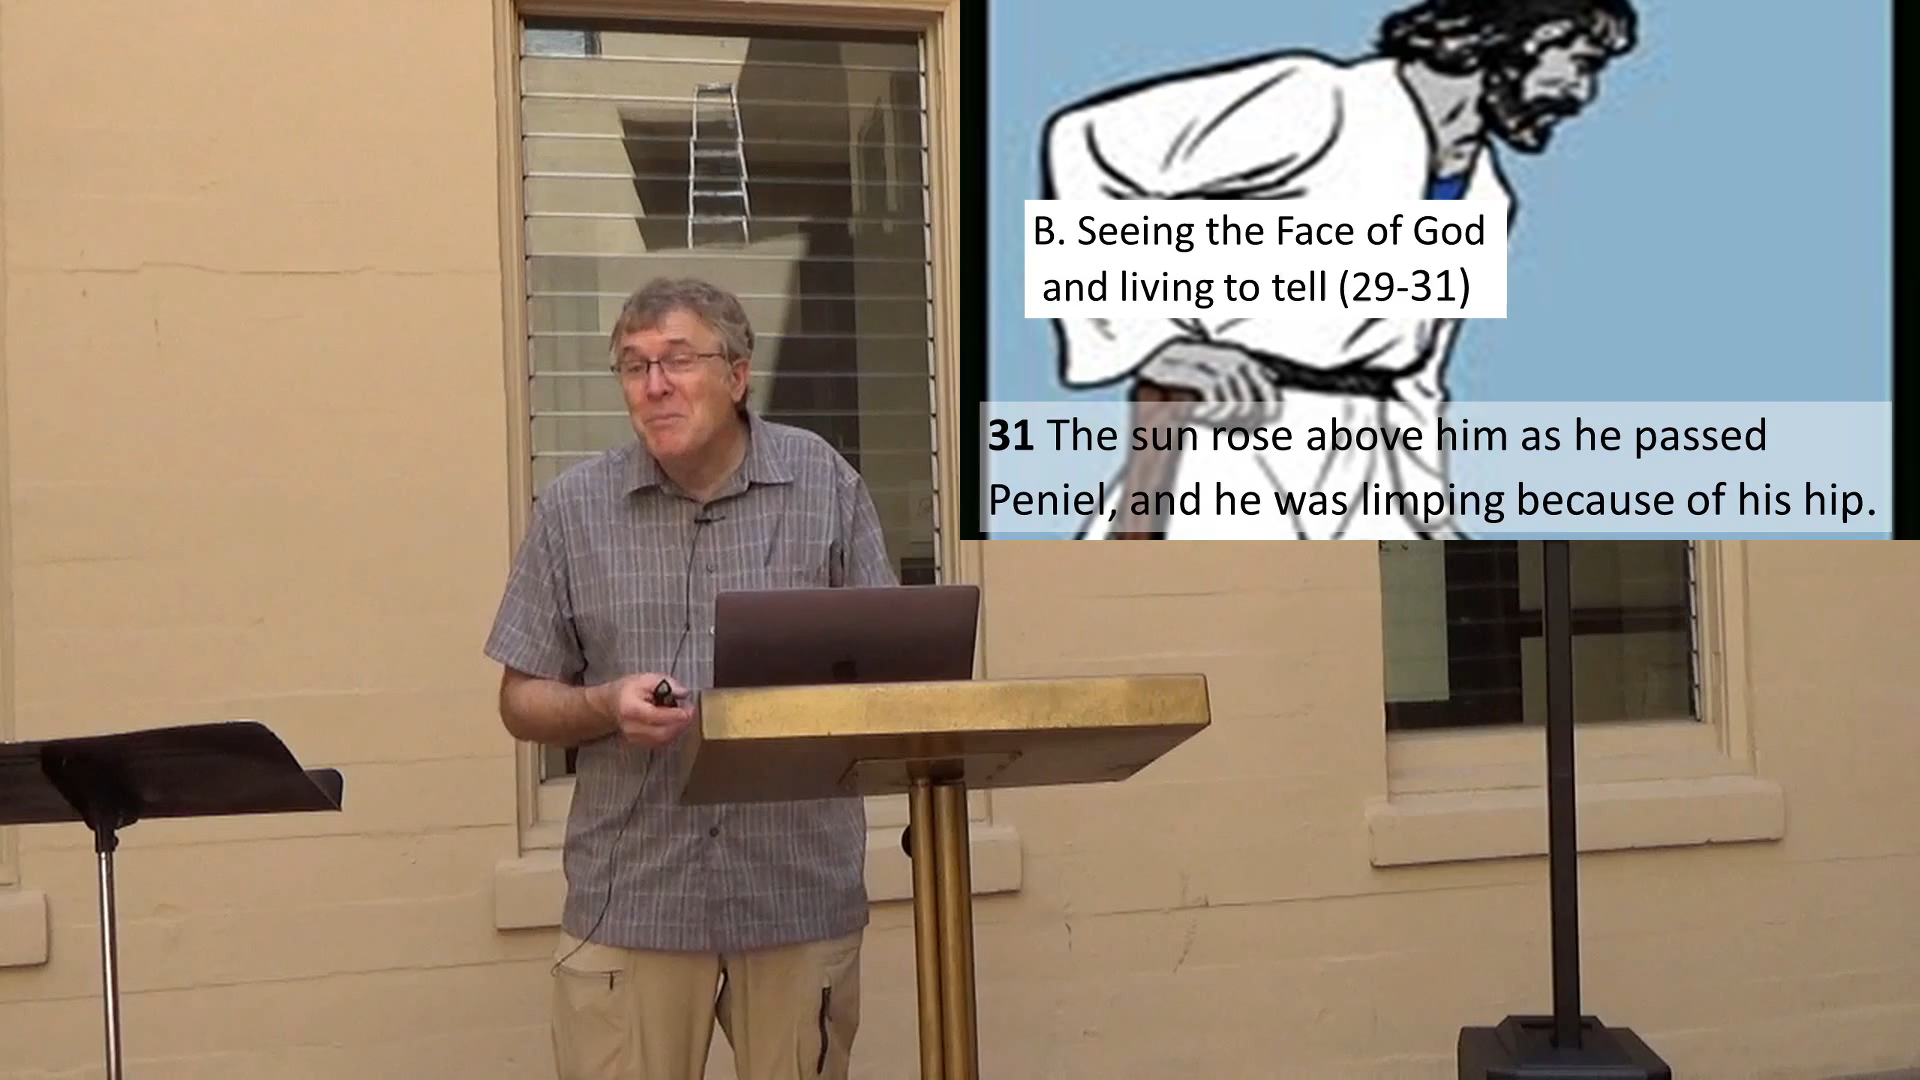 B. Seeing the Face of God
and living to tell (29-31)
31 The sun rose above him as he passed
Peniel, and he was limping because of his hip.